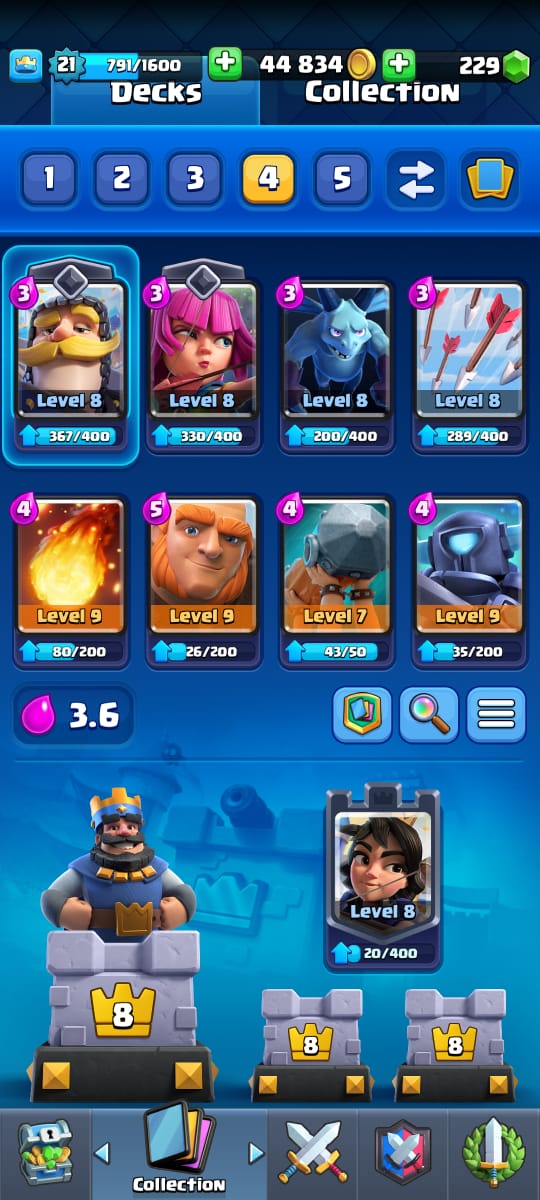 21 791/1600 44 834 229
Decks Collection
1 2 3 4 5
3 3 3 3
Level 8 Level 8 Level 8 Level 8
367/400 330/400 200/400 289/400
4 5 4 4
Level 9 Level 9 Level 7 Level 9
80/200 26/200 43/50 35/200
3.6
Level 8
20/400
8 8 8
Collection